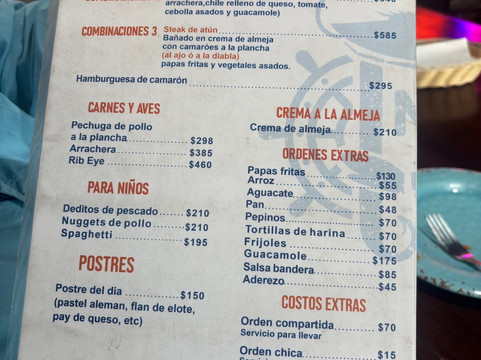 arrachera,chile relleno de queso, tomate,
cebolla asados y guacamole)
COMBINACIONES 3 Steak de atún $585
Bañado en crema de almeja
con camarões a la plancha
(al ajo ó a la diabla)
papas fritas y vegetales asados.
Hamburguesa de camarón $295
CARNES Y AVES
Pechuga de pollo
a la plancha $298
Arrachera $385
Rib Eye $460
PARA NIÑOS
Deditos de pescado $210
Nuggets de pollo $210
Spaghetti $195
POSTRES
Postre del dia $150
(pastel aleman, flan de elote,
pay de queso, etc)
CREMA A LA ALMEJA
Crema de almeja $210
ORDENES EXTRAS
Papas fritas $130
Arroz $55
Aguacate $98
Pan $48
Pepinos $70
Tortillas de harina $70
Frijoles $70
Guacamole $175
Salsa bandera $85
Aderezo $45
COSTOS EXTRAS
Orden compartida $70
Servicio para llevar
Orden chica $15